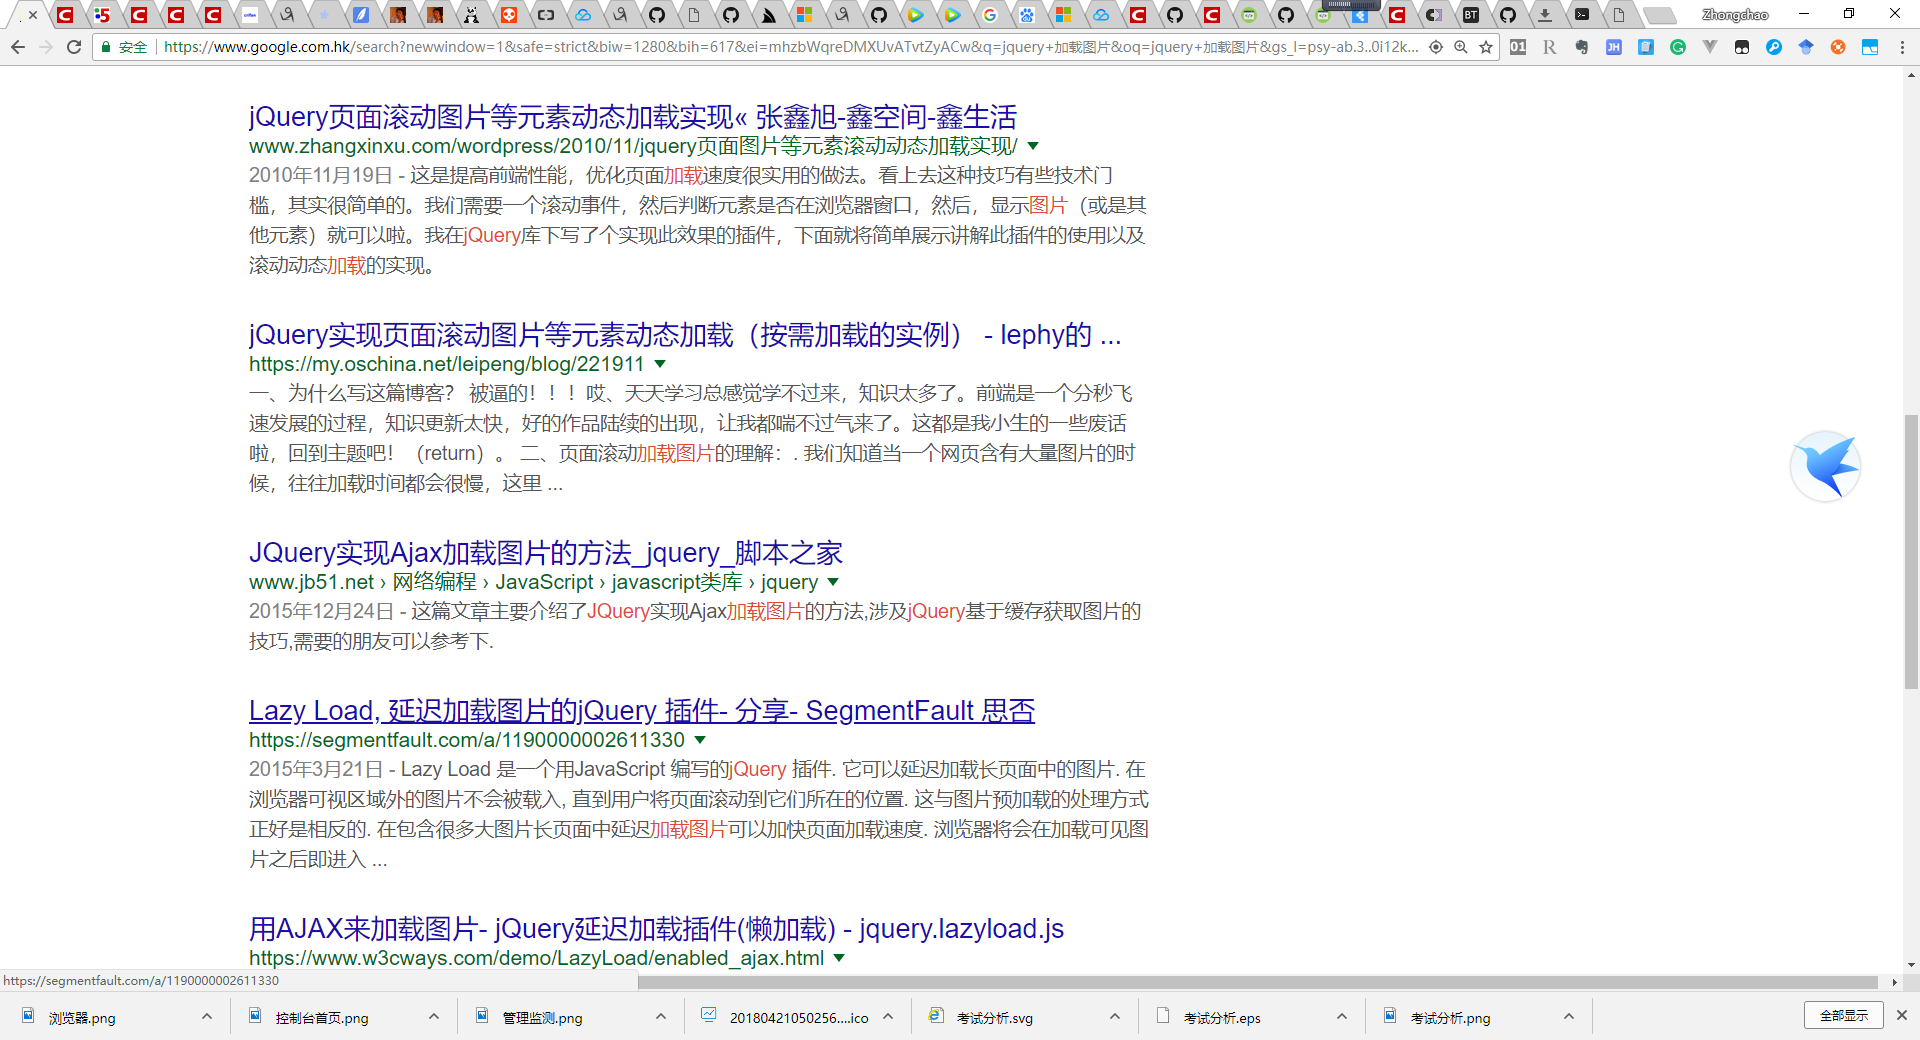 Zhongchao
安全
https://www.google.com.hk/search?newwindow=1&safe=strict&biw=1280&bih=617&ei=mhzbWqreDMXUvATvtZyACw&q=jquery+加载图片&oq=jquery+加载图片&gs_l=psy-ab.3..0i12k...
jQuery页面滚动图片等元素动态加载实现« 张鑫旭-鑫空间-鑫生活
www.zhangxinxu.com/wordpress/2010/11/jquery页面图片等元素滚动动态加载实现/
2010年11月19日 - 这是提高前端性能，优化页面加载速度很实用的做法。看上去这种技巧有些技术门
槛，其实很简单的。我们需要一个滚动事件，然后判断元素是否在浏览器窗口，然后，显示图片（或是其
他元素）就可以啦。我在jQuery库下写了个实现此效果的插件，下面就将简单展示讲解此插件的使用以及
滚动动态加载的实现。
jQuery实现页面滚动图片等元素动态加载（按需加载的实例） - lephy的 ...
https://my.oschina.net/leipeng/blog/221911
一、为什么写这篇博客？ 被逼的！！！哎、天天学习总感觉学不过来，知识太多了。前端是一个分秒飞
速发展的过程，知识更新太快，好的作品陆续的出现，让我都喘不过气来了。这都是我小生的一些废话
啦，回到主题吧！（return）。 二、页面滚动加载图片的理解：. 我们知道当一个网页含有大量图片的时
候，往往加载时间都会很慢，这里 ...
JQuery实现Ajax加载图片的方法_jquery_脚本之家
www.jb51.net › 网络编程 › JavaScript › javascript类库 › jquery
2015年12月24日 - 这篇文章主要介绍了JQuery实现Ajax加载图片的方法,涉及jQuery基于缓存获取图片的
技巧,需要的朋友可以参考下.
Lazy Load, 延迟加载图片的jQuery 插件- 分享- SegmentFault 思否
https://segmentfault.com/a/1190000002611330
2015年3月21日 - Lazy Load 是一个用JavaScript 编写的jQuery 插件. 它可以延迟加载长页面中的图片. 在
浏览器可视区域外的图片不会被载入, 直到用户将页面滚动到它们所在的位置. 这与图片预加载的处理方式
正好是相反的. 在包含很多大图片长页面中延迟加载图片可以加快页面加载速度. 浏览器将会在加载可见图
片之后即进入 ...
用AJAX来加载图片- jQuery延迟加载插件(懒加载) - jquery.lazyload.js
https://www.w3cways.com/demo/LazyLoad/enabled_ajax.html
https://segmentfault.com/a/1190000002611330
浏览器.png
控制台首页.png
管理监测.png
20180421050256....ico
考试分析.svg
考试分析.eps
考试分析.png
全部显示